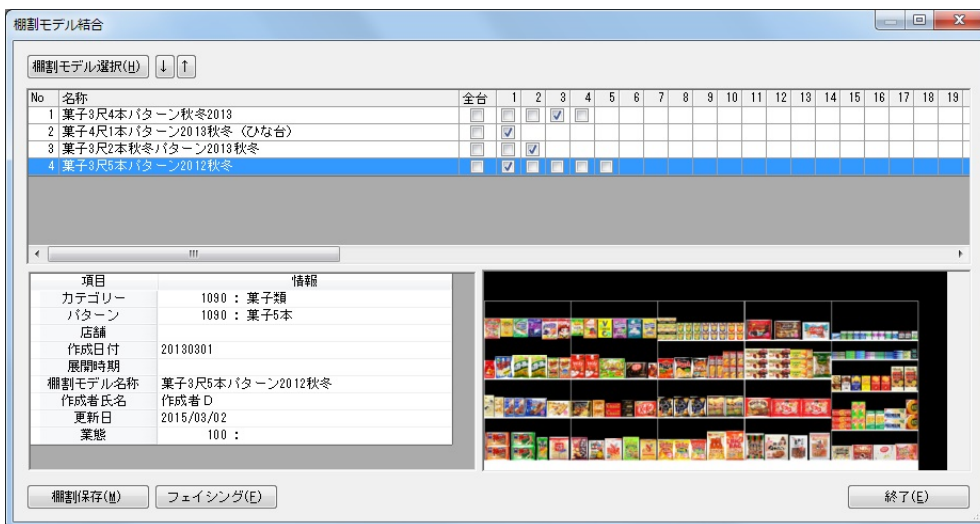 棚割モデル結合
棚割モデル選択(H) ↓ ↑
No 名称 全台 1 2 3 4 5 6 7 8 9 10 11 12 13 14 15 16 17 18 19
1 菓子3尺4本パターン秋冬2013
2 菓子4尺1本パターン2013秋冬（ひな台）
3 菓子3尺2本秋冬パターン2013秋冬
4 菓子3尺5本パターン2012秋冬
項目 情報
カテゴリー 1090 : 菓子類
パターン 1090 : 菓子5本
店舗
作成日付 20130301
展開時期
棚割モデル名称 菓子3尺5本パターン2012秋冬
作成者氏名 作成者D
更新日 2015/03/02
業態 100 :
棚割保存(M) フェイシング(F) 終了(E)